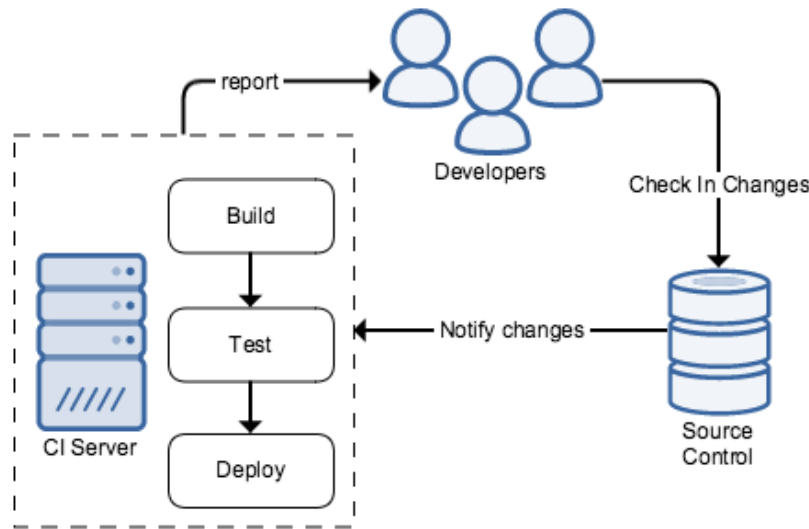 report
Developers
Check In Changes
Build
Notify changes
Test
Source
Control
CI Server
Deploy